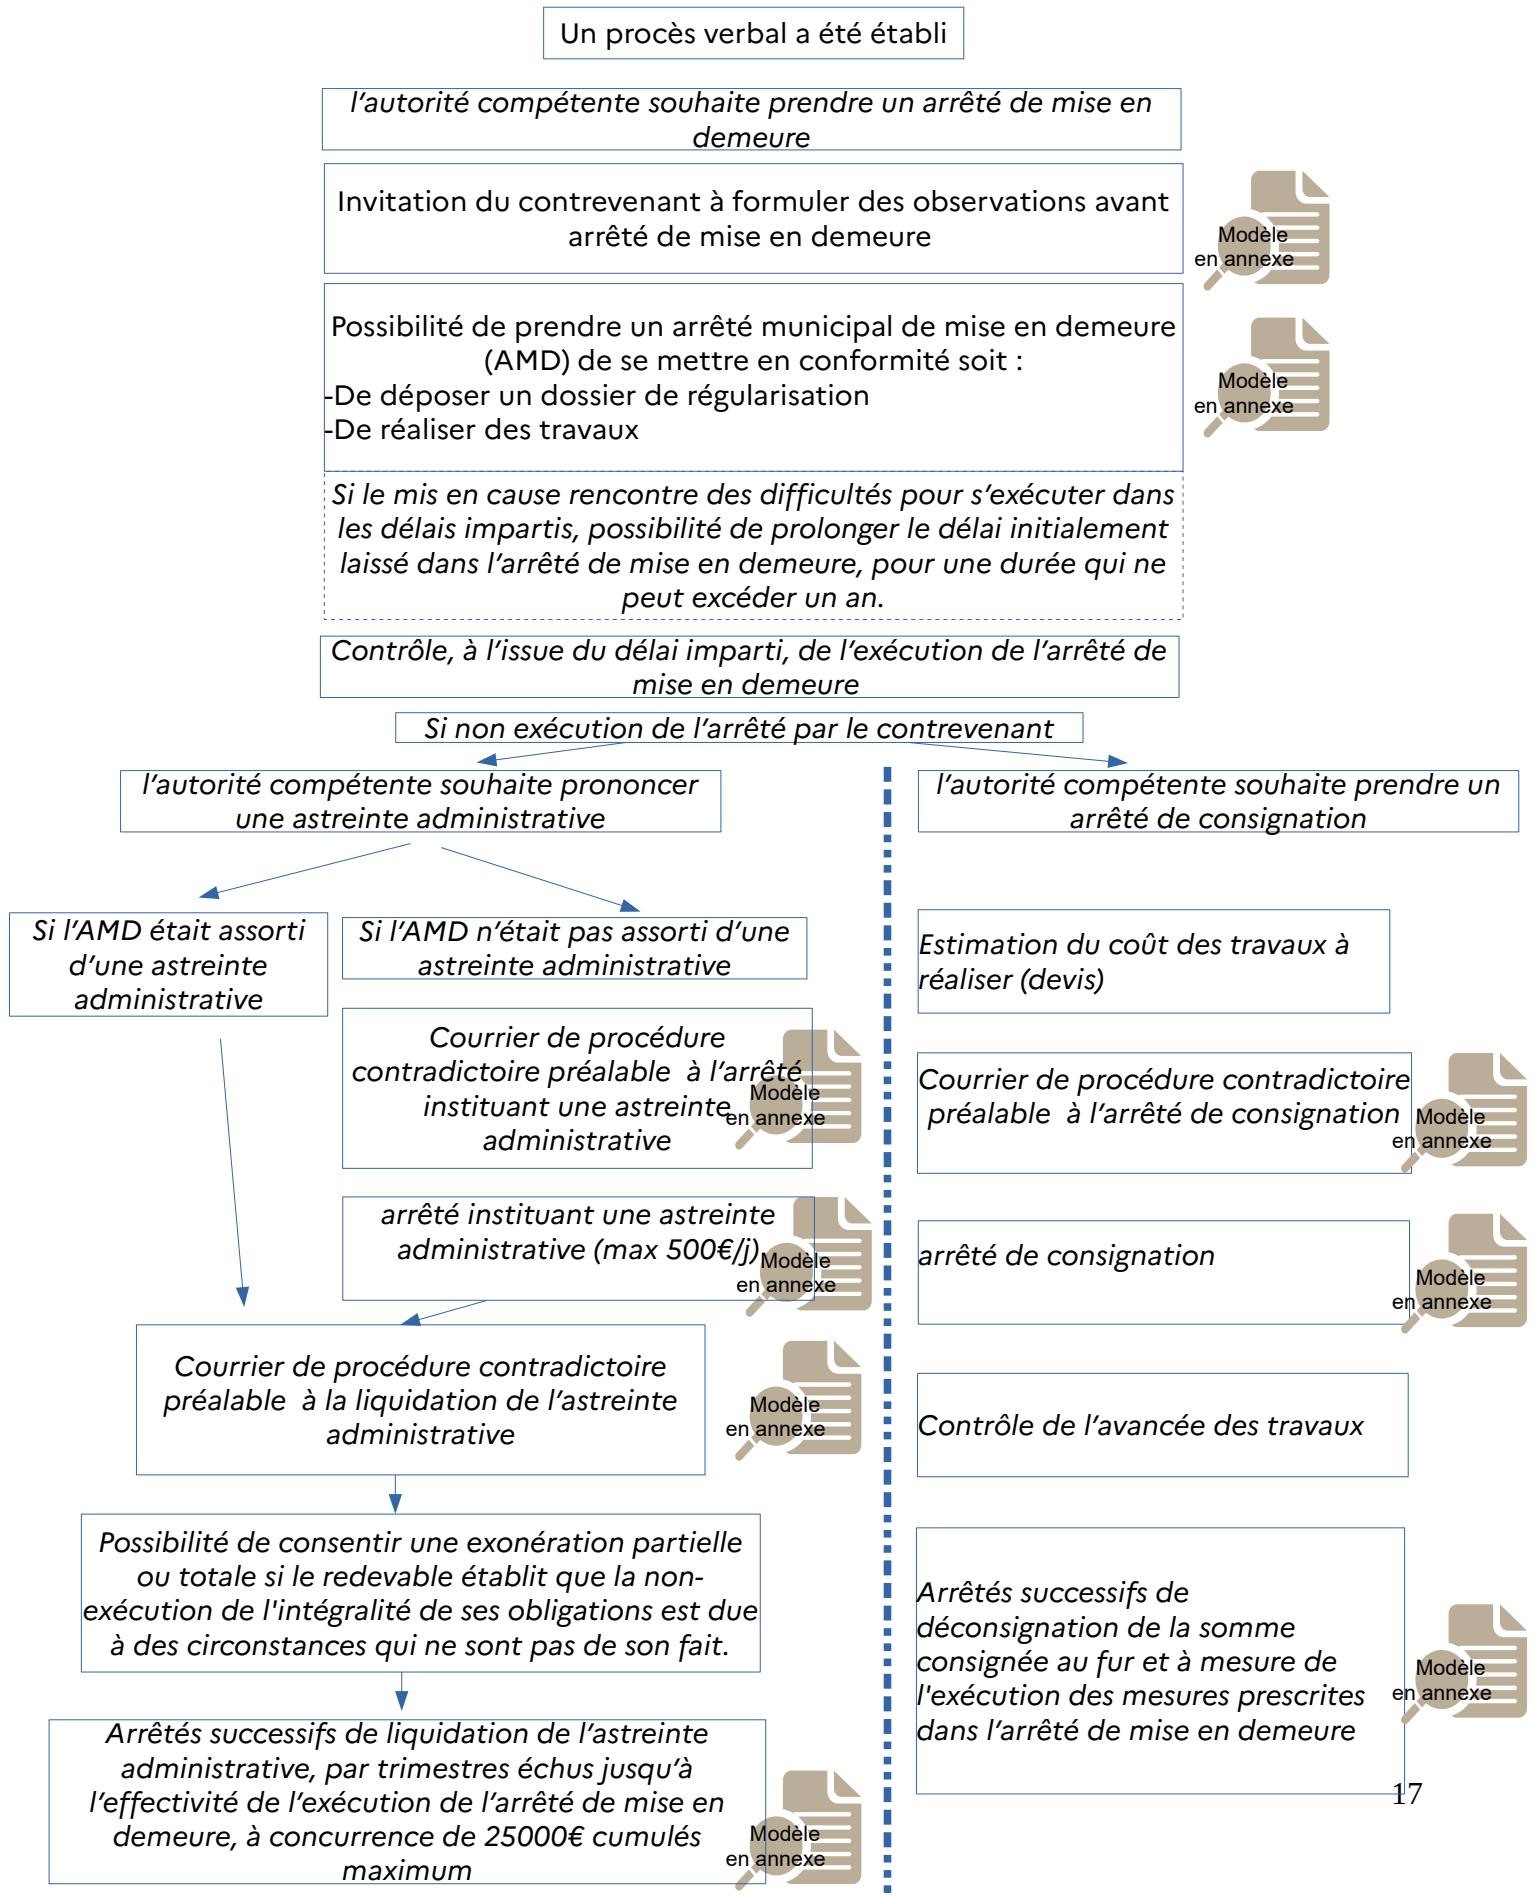 Un procès verbal a été établi
l'autorité compétente souhaite prendre un arrêté de mise en
demeure
Invitation du contrevenant à formuler des observations avant
arrêté de mise en demeure
Modèle
en annexe
Possibilité de prendre un arrêté municipal de mise en demeure
(AMD) de se mettre en conformité soit :
-De déposer un dossier de régularisation
-De réaliser des travaux
Modèle
en annexe
Si le mis en cause rencontre des difficultés pour s'exécuter dans
les délais impartis, possibilité de prolonger le délai initialement
laissé dans l'arrêté de mise en demeure, pour une durée qui ne
peut excéder un an.
Contrôle, à l'issue du délai imparti, de l'exécution de l'arrêté de
mise en demeure
Si non exécution de l'arrêté par le contrevenant
l'autorité compétente souhaite prononcer
une astreinte administrative
Si l'AMD était assorti
d'une astreinte
administrative
Si l'AMD n'était pas assorti d'une
astreinte administrative
Courrier de procédure
contradictoire préalable  à l'arrêté
instituant une astreinte
administrative
Modèle
en annexe
arrêté instituant une astreinte
administrative (max 500€/j)
Modèle
en annexe
Courrier de procédure contradictoire
préalable  à la liquidation de l'astreinte
administrative
Modèle
en annexe
Possibilité de consentir une exonération partielle
ou totale si le redevable établit que la non-
exécution de l'intégralité de ses obligations est due
à des circonstances qui ne sont pas de son fait.
Arrêtés successifs de liquidation de l'astreinte
administrative, par trimestres échus jusqu'à
l'effectivité de l'exécution de l'arrêté de mise en
demeure, à concurrence de 25000€ cumulés
maximum
Modèle
en annexe
l'autorité compétente souhaite prendre un
arrêté de consignation
Estimation du coût des travaux à
réaliser (devis)
Courrier de procédure contradictoire
préalable  à l'arrêté de consignation
Modèle
en annexe
arrêté de consignation
Modèle
en annexe
Contrôle de l'avancée des travaux
Arrêtés successifs de
déconsignation de la somme
consignée au fur et à mesure de
l'exécution des mesures prescrites
dans l'arrêté de mise en demeure
Modèle
en annexe
17